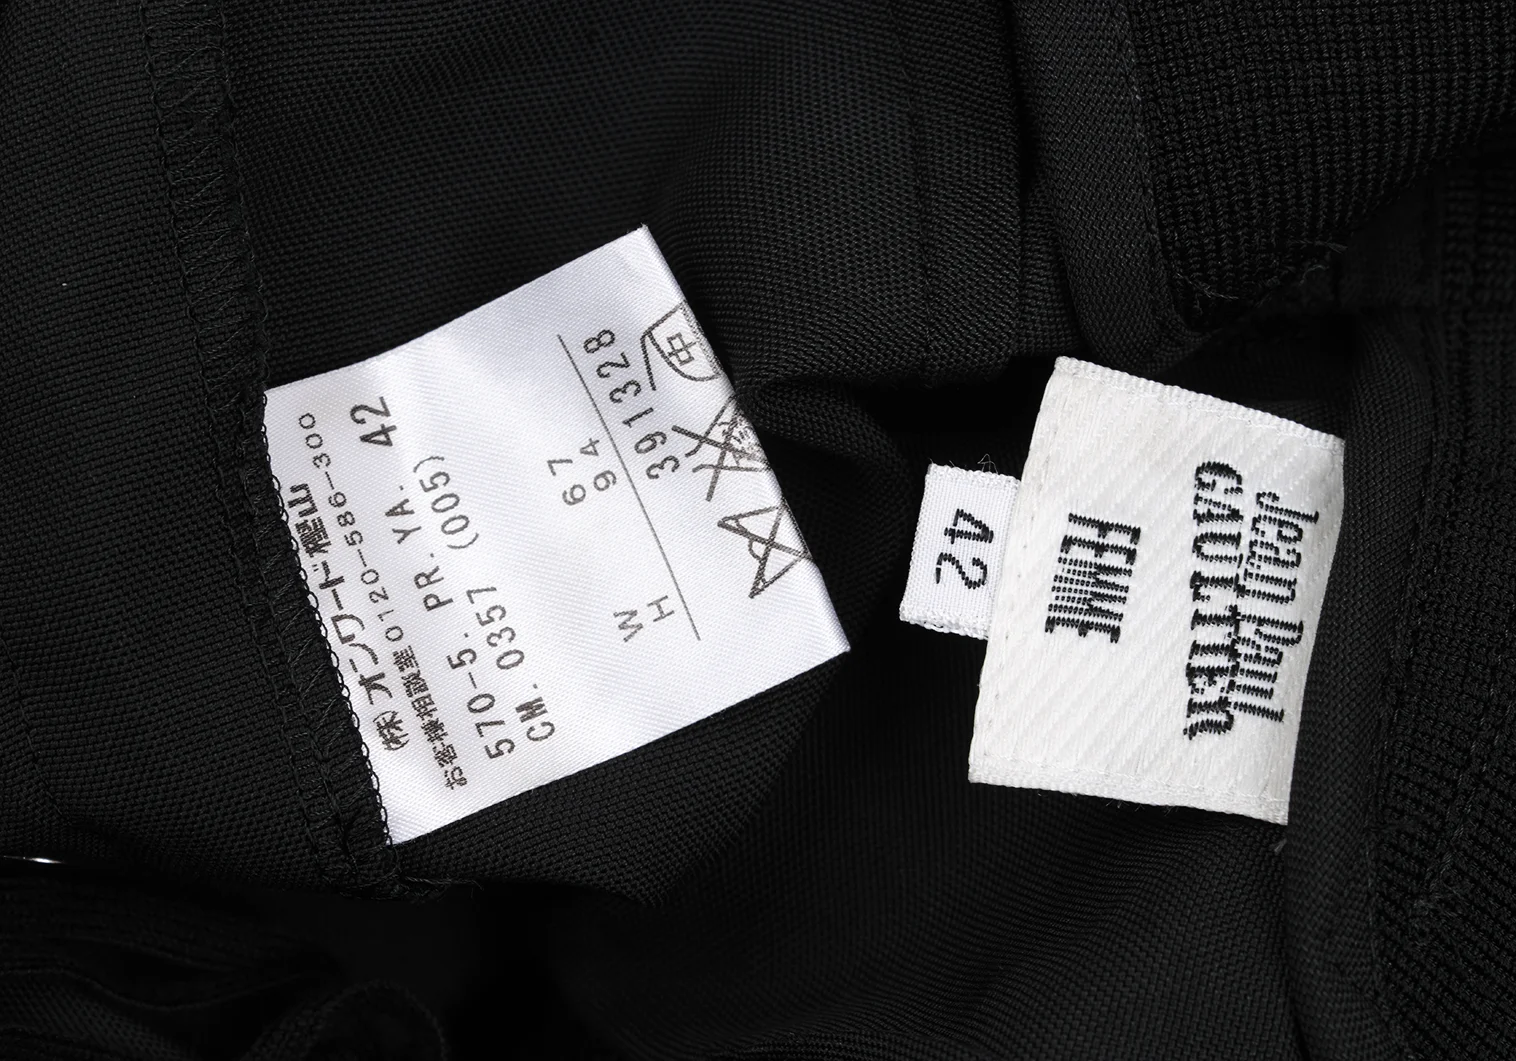 (株)オンワード樫山
お客様相談室 0120-586-300
42
570-5. PR. YA.
CM. 0357 (005)
W 67
H 94
391328
中
42
Jean Paul
GAULTIER
FEMME